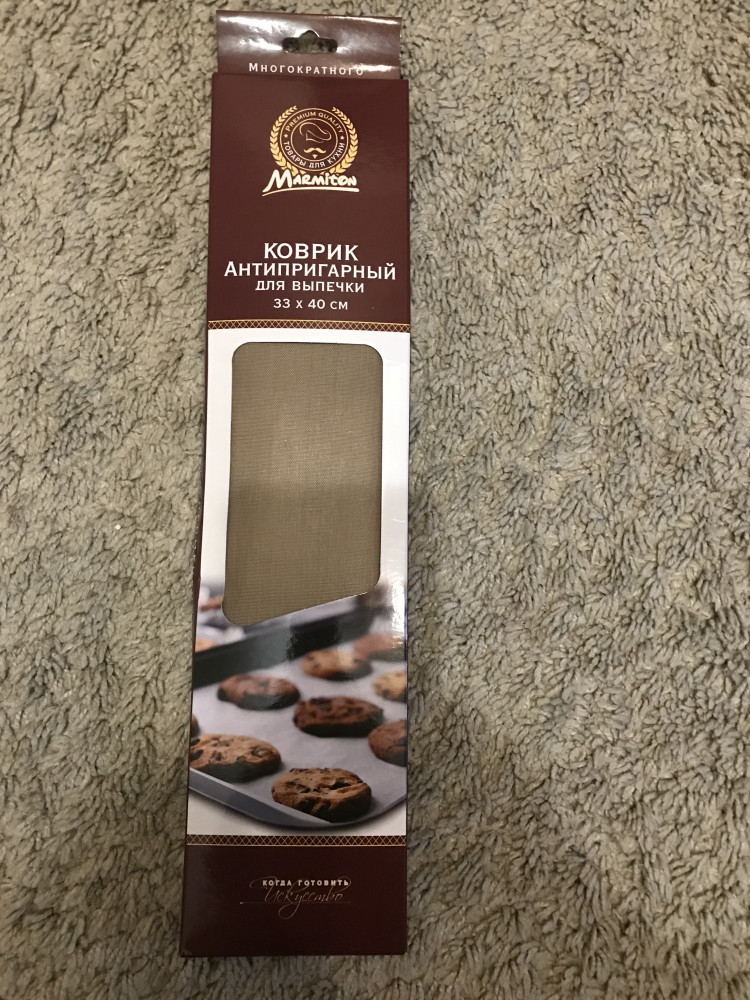 Многократного
PREMIUM QUALITY
ТОВАРЫ ДЛЯ КУХНИ
MARMITON
КОВРИК
АНТИПРИГАРНЫЙ
ДЛЯ ВЫПЕЧКИ
33 x 40 см
КОГДА ГОТОВИТЬ
Искусство